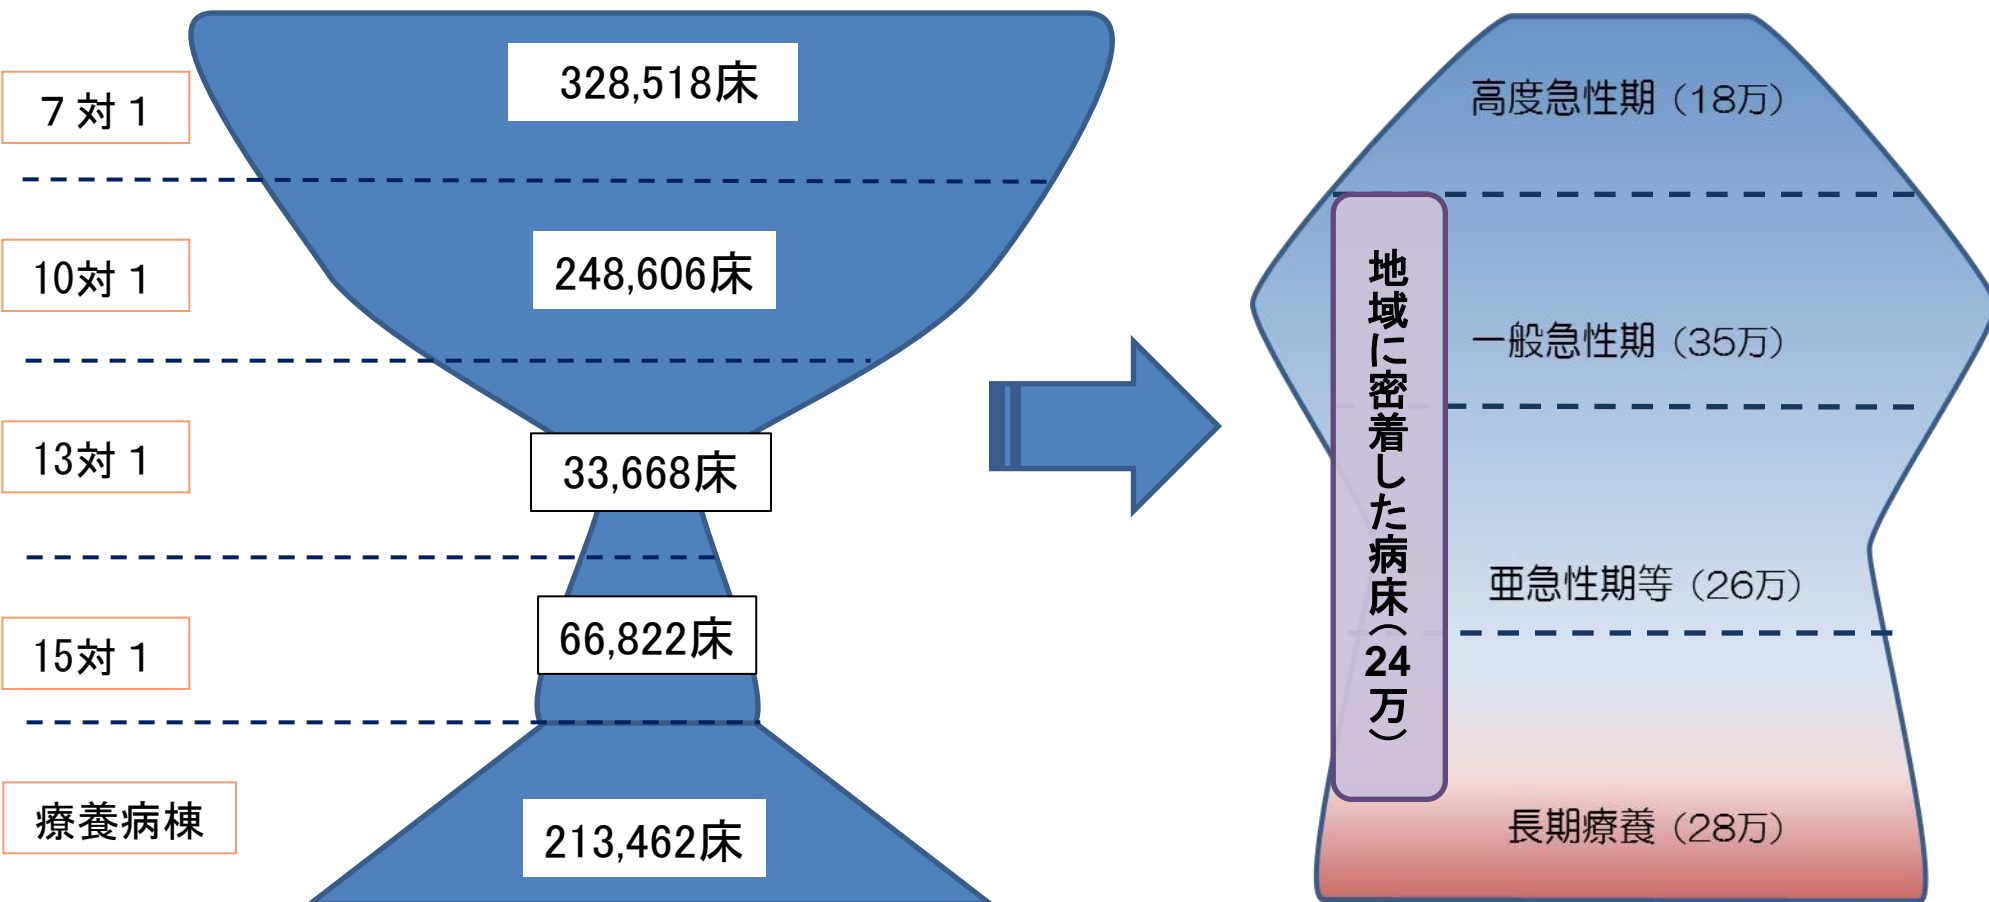 ７対１
328,518床
10対１
248,606床
13対１
33,668床
15対１
66,822床
療養病棟
213,462床
高度急性期（18万）
一般急性期（35万）
亜急性期等（26万）
長期療養（28万）
地域に密着した病床（24万）